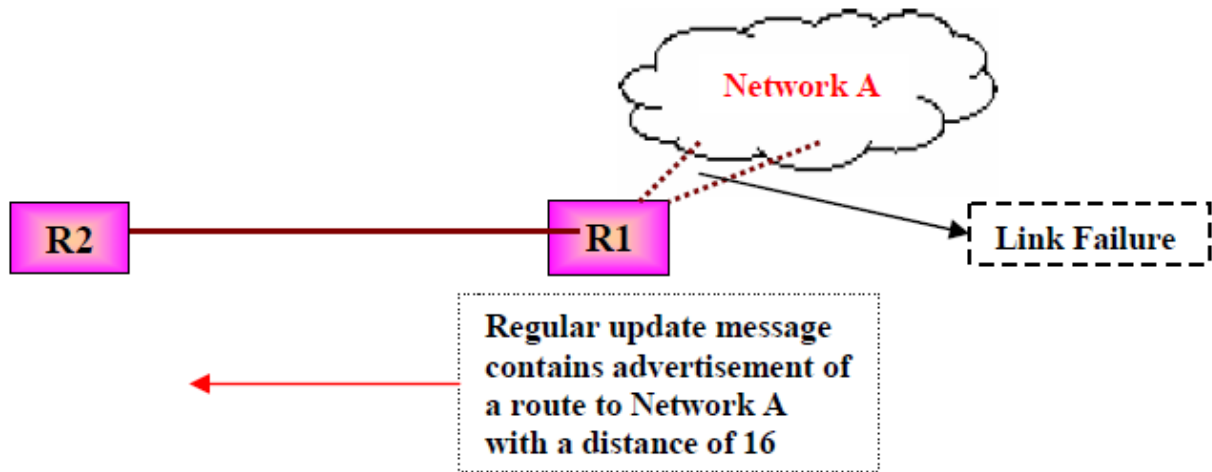 Network A
R2
R1
Link Failure
Regular update message
contains advertisement of
a route to Network A
with a distance of 16